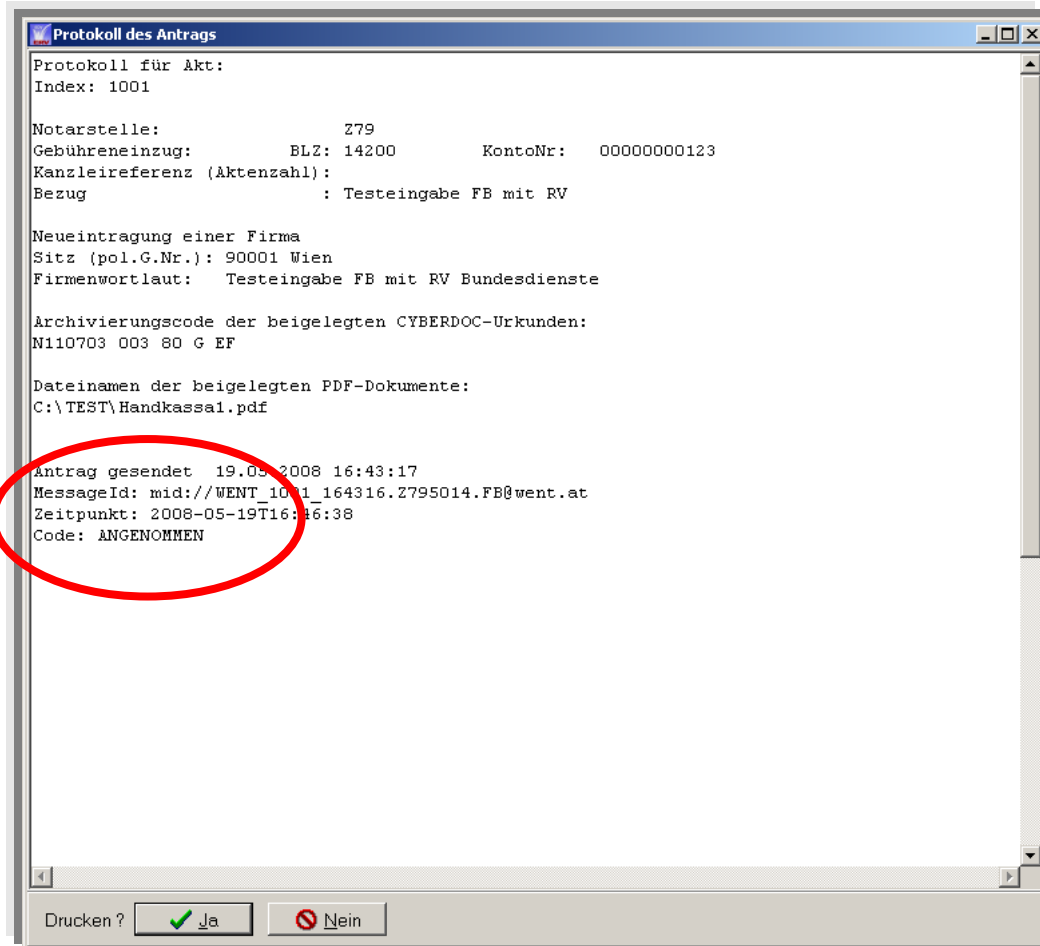 Protokoll des Antrags
Protokoll für Akt:
Index: 1001
Notarstelle: Z79
Gebühreneinzug: BLZ: 14200 KontoNr: 00000000123
Kanzleireferenz (Aktenzahl):
Bezug : Testeingabe FB mit RV
Neueintragung einer Firma
Sitz (pol.G.Nr.): 90001 Wien
Firmenwortlaut: Testeingabe FB mit RV Bundesdienste
Archivierungscode der beigelegten CYBERDOC-Urkunden:
N110703 003 80 G EF
Dateinamen der beigelegten PDF-Dokumente:
C:\TEST\Handkassa1.pdf
Antrag gesendet 19.05.2008 16:43:17
MessageId: mid://WENT_1001_164316.Z795014.FB@went.at
Zeitpunkt: 2008-05-19T16:46:38
Code: ANGENOMMEN
Drucken ? Ja Nein